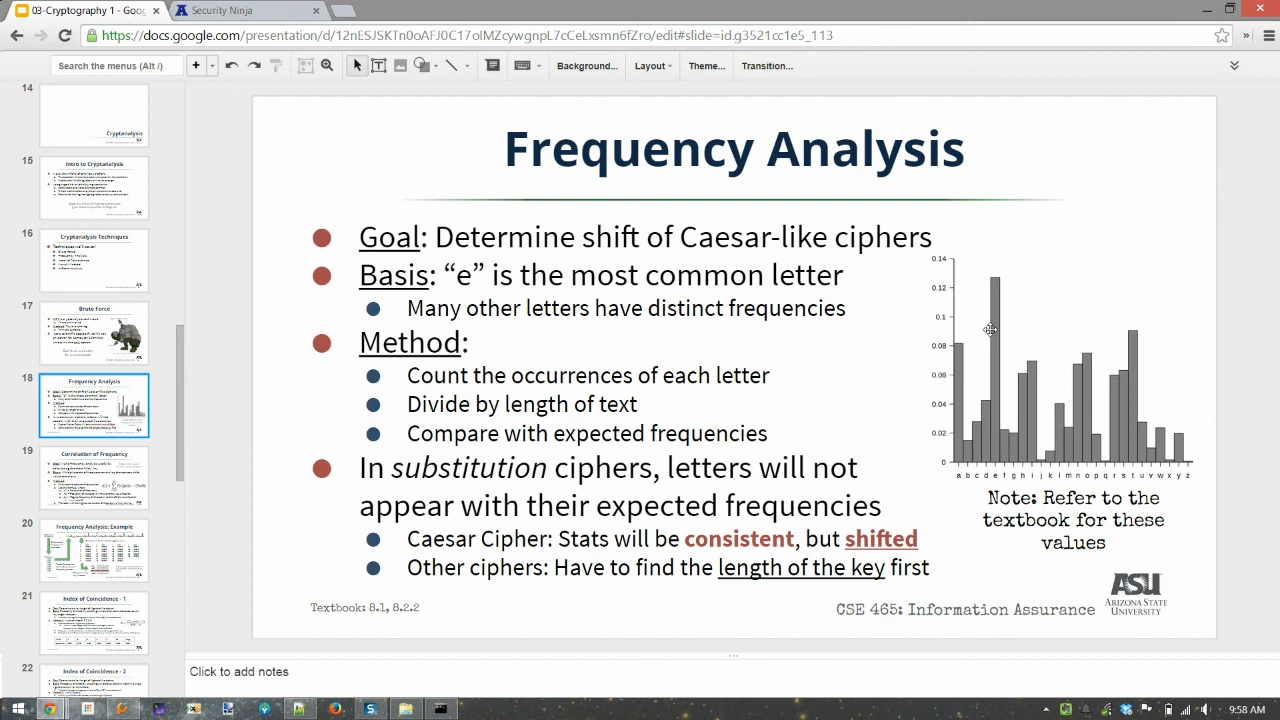 03-Cryptography 1 - Goog
Security Ninja
https://docs.google.com/presentation/d/12nESJSKTn0oAFJ0C17oIMZcywgnpL7cCeLxsmn6fZro/edit#slide=id.g3521cc1e5_113
Search the menus (Alt /)
Background...
Layout
Theme...
Transition...
14
Cryptanalysis
15
Intro to Cryptanalysis
16
Cryptanalysis Techniques
17
Brute Force
18
Frequency Analysis
19
Correlation of Frequency
20
Frequency Analysis: Example
21
Index of Coincidence - 1
22
Index of Coincidence - 2
Frequency Analysis
Goal: Determine shift of Caesar-like ciphers
Basis: “e” is the most common letter
Many other letters have distinct frequencies
Method:
Count the occurrences of each letter
Divide by length of text
Compare with expected frequencies
In substitution ciphers, letters will not
appear with their expected frequencies
Caesar Cipher: Stats will be consistent, but shifted
Other ciphers: Have to find the length of the key first
0.14
0.12
0.1
0.08
0.06
0.04
0.02
0
a b c d e f g h i j k l m n o p q r s t u v w x y z
Note: Refer to the
textbook for these
values
Textbook: 8.1, 8.2.2
CSE 465: Information Assurance
ASU
ARIZONA STATE
UNIVERSITY
Click to add notes
9:58 AM